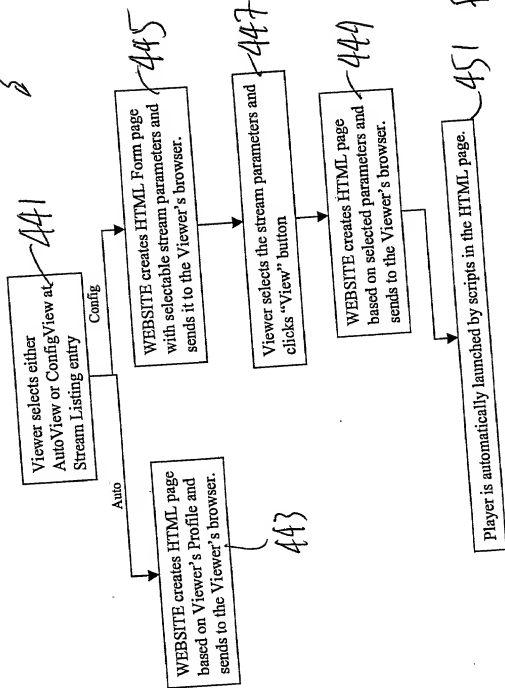 Viewer selects either
AutoView or ConfigView at
Stream Listing entry
441
Auto
Config
WEBSITE creates HTML page
based on Viewer's Profile and
sends to the Viewer's browser.
443
WEBSITE creates HTML Form page
with selectable stream parameters and
sends it to the Viewer's browser.
445
Viewer selects the stream parameters and
clicks "View" button
447
WEBSITE creates HTML page
based on selected parameters and
sends to the Viewer's browser.
449
Player is automatically launched by scripts in the HTML page.
451